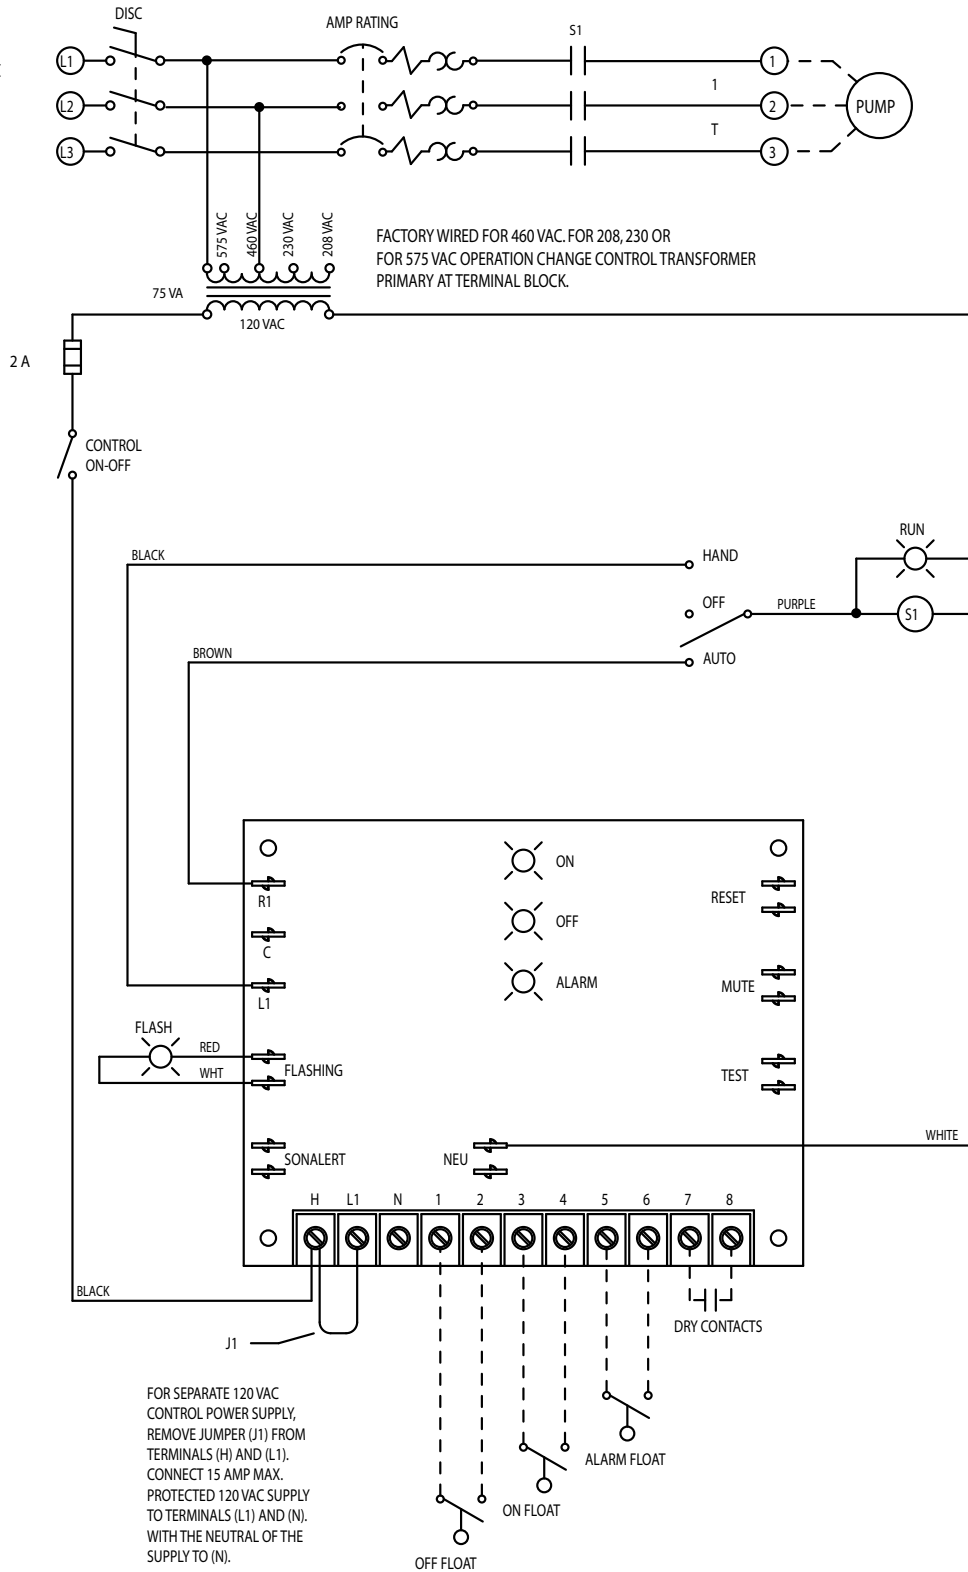 DISC
AMP RATING
S1
L1
1
L2
1
2
PUMP
T
L3
3
575 VAC
460 VAC
230 VAC
208 VAC
FACTORY WIRED FOR 460 VAC. FOR 208, 230 OR
FOR 575 VAC OPERATION CHANGE CONTROL TRANSFORMER
PRIMARY AT TERMINAL BLOCK.
75 VA
120 VAC
2 A
CONTROL
ON-OFF
RUN
BLACK
HAND
OFF
PURPLE
S1
BROWN
AUTO
ON
R1
RESET
OFF
C
ALARM
MUTE
L1
FLASH
RED
FLASHING
WHT
TEST
WHITE
SONALERT
NEU
H L1 N 1 2 3 4 5 6 7 8
BLACK
DRY CONTACTS
J1
FOR SEPARATE 120 VAC
CONTROL POWER SUPPLY,
REMOVE JUMPER (J1) FROM
TERMINALS (H) AND (L1).
CONNECT 15 AMP MAX.
PROTECTED 120 VAC SUPPLY
TO TERMINALS (L1) AND (N).
WITH THE NEUTRAL OF THE
SUPPLY TO (N).
ALARM FLOAT
ON FLOAT
OFF FLOAT